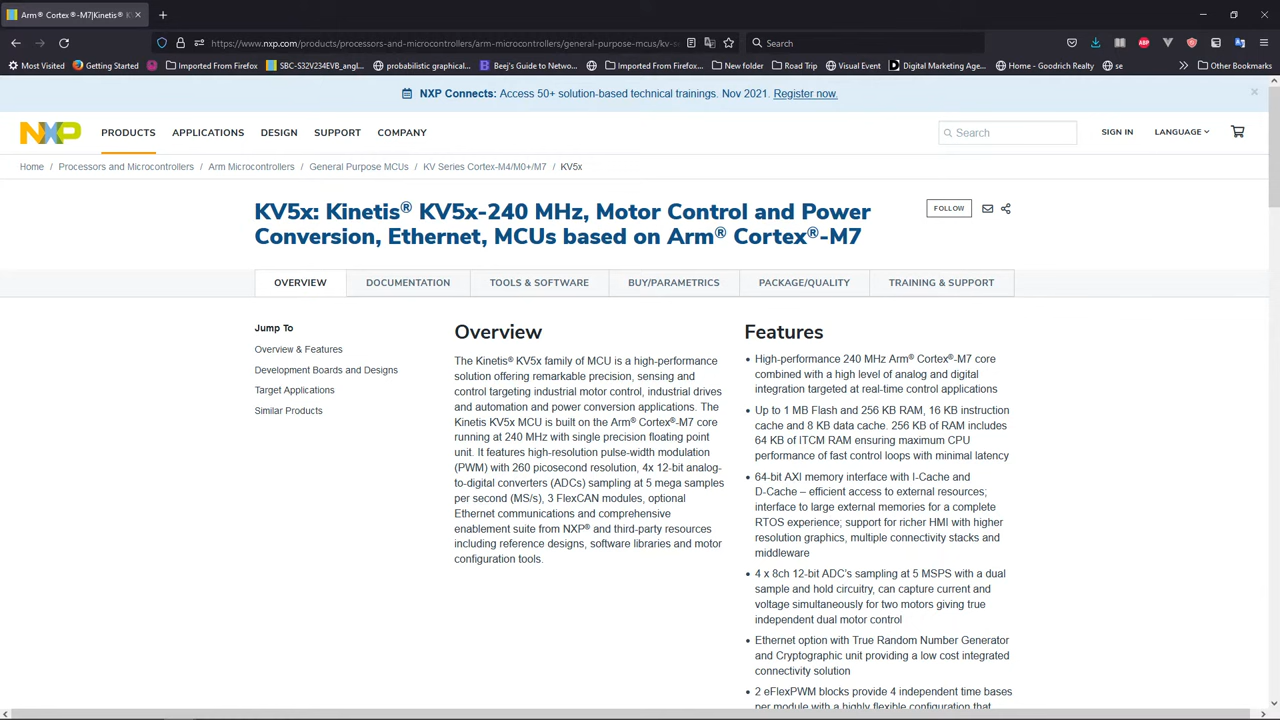 Arm® Cortex®-M7|Kinetis® K
https://www.nxp.com/products/processors-and-microcontrollers/arm-microcontrollers/general-purpose-mcus/kv-se
Search
Most Visited
Getting Started
Imported From Firefox
SBC-S32V234EVB_angl...
probabilistic graphical...
Beej's Guide to Netwo...
Imported From Firefox...
New folder
Road Trip
Visual Event
Digital Marketing Age...
Home - Goodrich Realty
se
Other Bookmarks
NXP Connects: Access 50+ solution-based technical trainings. Nov 2021. Register now.
NXP
PRODUCTS
APPLICATIONS
DESIGN
SUPPORT
COMPANY
Search
SIGN IN
LANGUAGE
Home / Processors and Microcontrollers / Arm Microcontrollers / General Purpose MCUs / KV Series Cortex-M4/M0+/M7 / KV5x
KV5x: Kinetis® KV5x-240 MHz, Motor Control and Power
Conversion, Ethernet, MCUs based on Arm® Cortex®-M7
FOLLOW
OVERVIEW
DOCUMENTATION
TOOLS & SOFTWARE
BUY/PARAMETRICS
PACKAGE/QUALITY
TRAINING & SUPPORT
Jump To
Overview & Features
Development Boards and Designs
Target Applications
Similar Products
Overview
The Kinetis® KV5x family of MCU is a high-performance
solution offering remarkable precision, sensing and
control targeting industrial motor control, industrial drives
and automation and power conversion applications. The
Kinetis KV5x MCU is built on the Arm® Cortex®-M7 core
running at 240 MHz with single precision floating point
unit. It features high-resolution pulse-width modulation
(PWM) with 260 picosecond resolution, 4x 12-bit analog-
to-digital converters (ADCs) sampling at 5 mega samples
per second (MS/s), 3 FlexCAN modules, optional
Ethernet communications and comprehensive
enablement suite from NXP® and third-party resources
including reference designs, software libraries and motor
configuration tools.
Features
• High-performance 240 MHz Arm® Cortex®-M7 core
combined with a high level of analog and digital
integration targeted at real-time control applications
• Up to 1 MB Flash and 256 KB RAM, 16 KB instruction
cache and 8 KB data cache. 256 KB of RAM includes
64 KB of ITCM RAM ensuring maximum CPU
performance of fast control loops with minimal latency
• 64-bit AXI memory interface with I-Cache and
D-Cache – efficient access to external resources;
interface to large external memories for a complete
RTOS experience; support for richer HMI with higher
resolution graphics, multiple connectivity stacks and
middleware
• 4 x 8ch 12-bit ADC's sampling at 5 MSPS with a dual
sample and hold circuitry, can capture current and
voltage simultaneously for two motors giving true
independent dual motor control
• Ethernet option with True Random Number Generator
and Cryptographic unit providing a low cost integrated
connectivity solution
• 2 eFlexPWM blocks provide 4 independent time bases
per module with a highly flexible configuration that